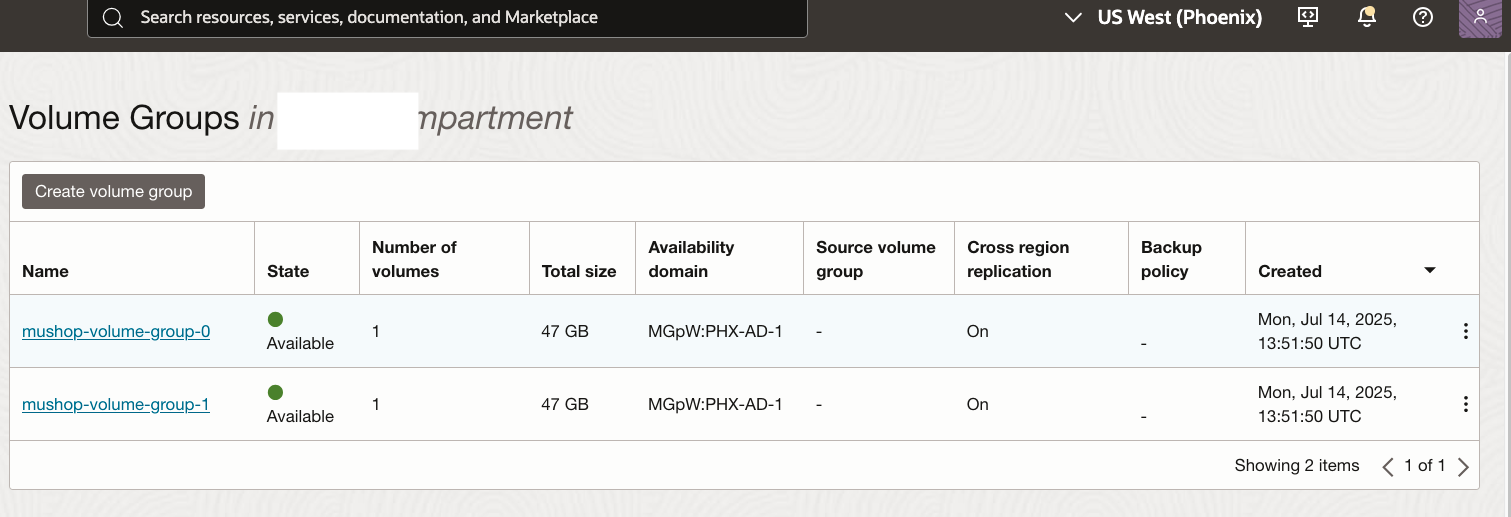 Search resources, services, documentation, and Marketplace
US West (Phoenix)
Volume Groups in mpartment
Create volume group
Name
State
Number of
volumes
Total size
Availability
domain
Source volume
group
Cross region
replication
Backup
policy
Created
mushop-volume-group-0
Available
1
47 GB
MGpW:PHX-AD-1
-
On
-
Mon, Jul 14, 2025,
13:51:50 UTC
mushop-volume-group-1
Available
1
47 GB
MGpW:PHX-AD-1
-
On
-
Mon, Jul 14, 2025,
13:51:50 UTC
Showing 2 items
1 of 1